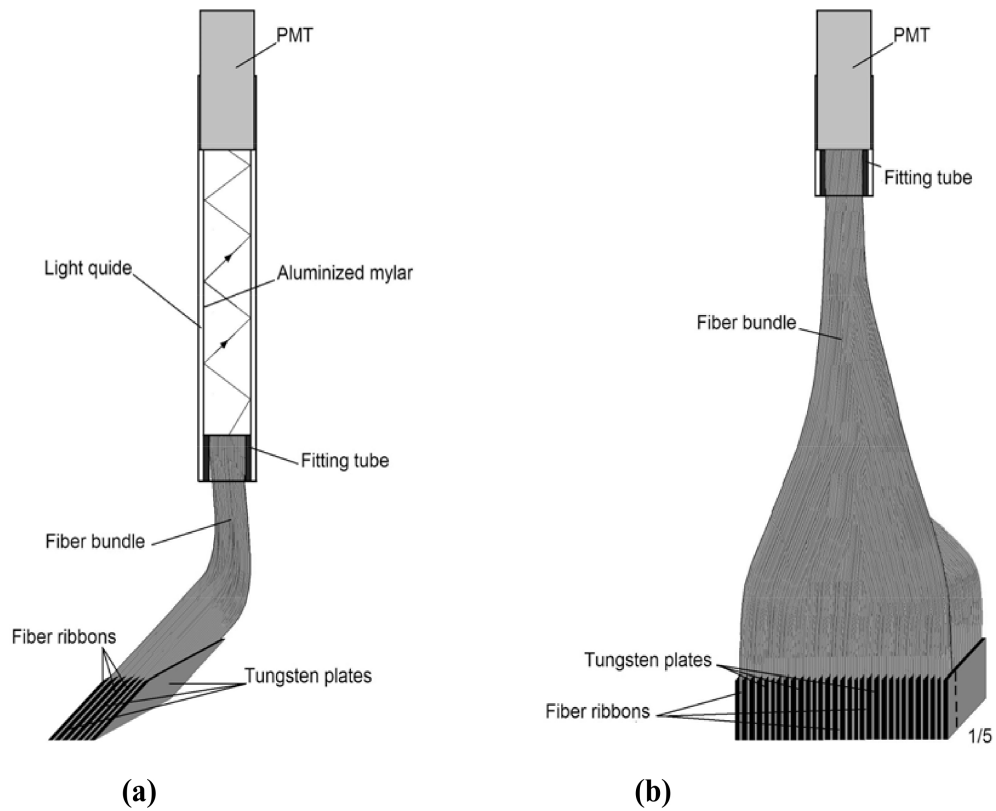 PMT
Light quide
Aluminized mylar
Fitting tube
Fiber bundle
Fiber ribbons
Tungsten plates
(a)
PMT
Fitting tube
Fiber bundle
Tungsten plates
Fiber ribbons
1/5
(b)